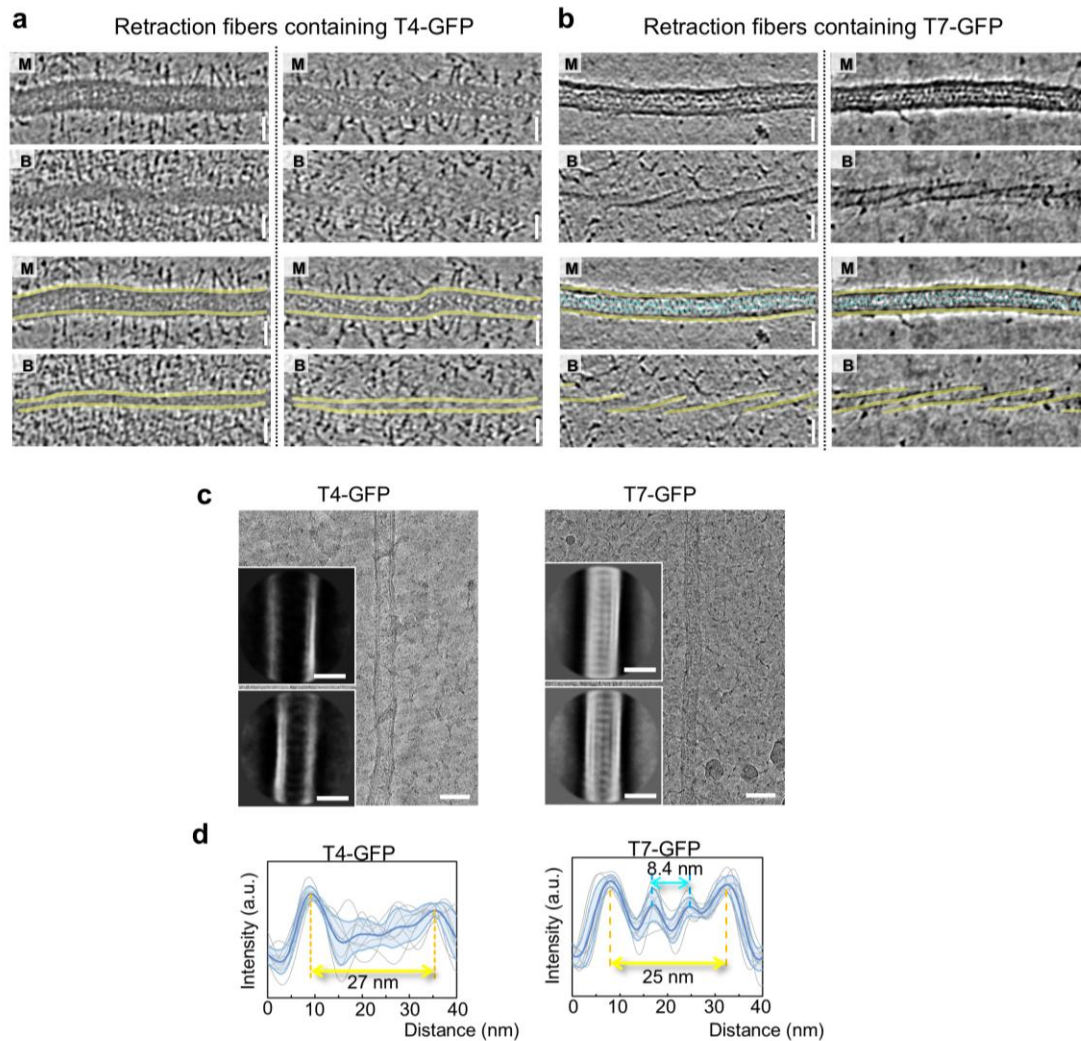 a
Retraction fibers containing T4-GFP
M
M
B
B
M
M
B
B
b
Retraction fibers containing T7-GFP
M
M
B
B
M
M
B
B
c
T4-GFP
T7-GFP
d
T4-GFP
Intensity (a.u.)
27 nm
0 10 20 30 40
Distance (nm)
T7-GFP
8.4 nm
Intensity (a.u.)
25 nm
0 10 20 30 40
Distance (nm)